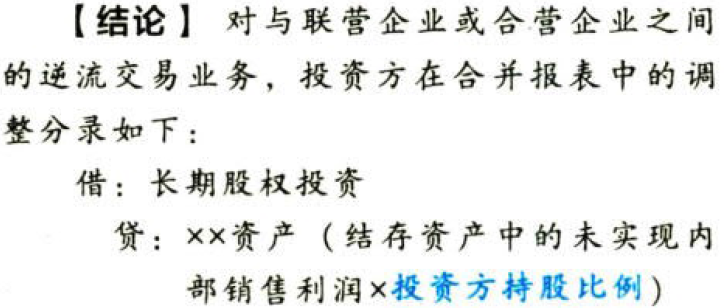 【结论】 对与联营企业或合营企业之间
的逆流交易业务，投资方在合并报表中的调
整分录如下：
借：长期股权投资
贷：××资产（结存资产中的未实现内
部销售利润×投资方持股比例）